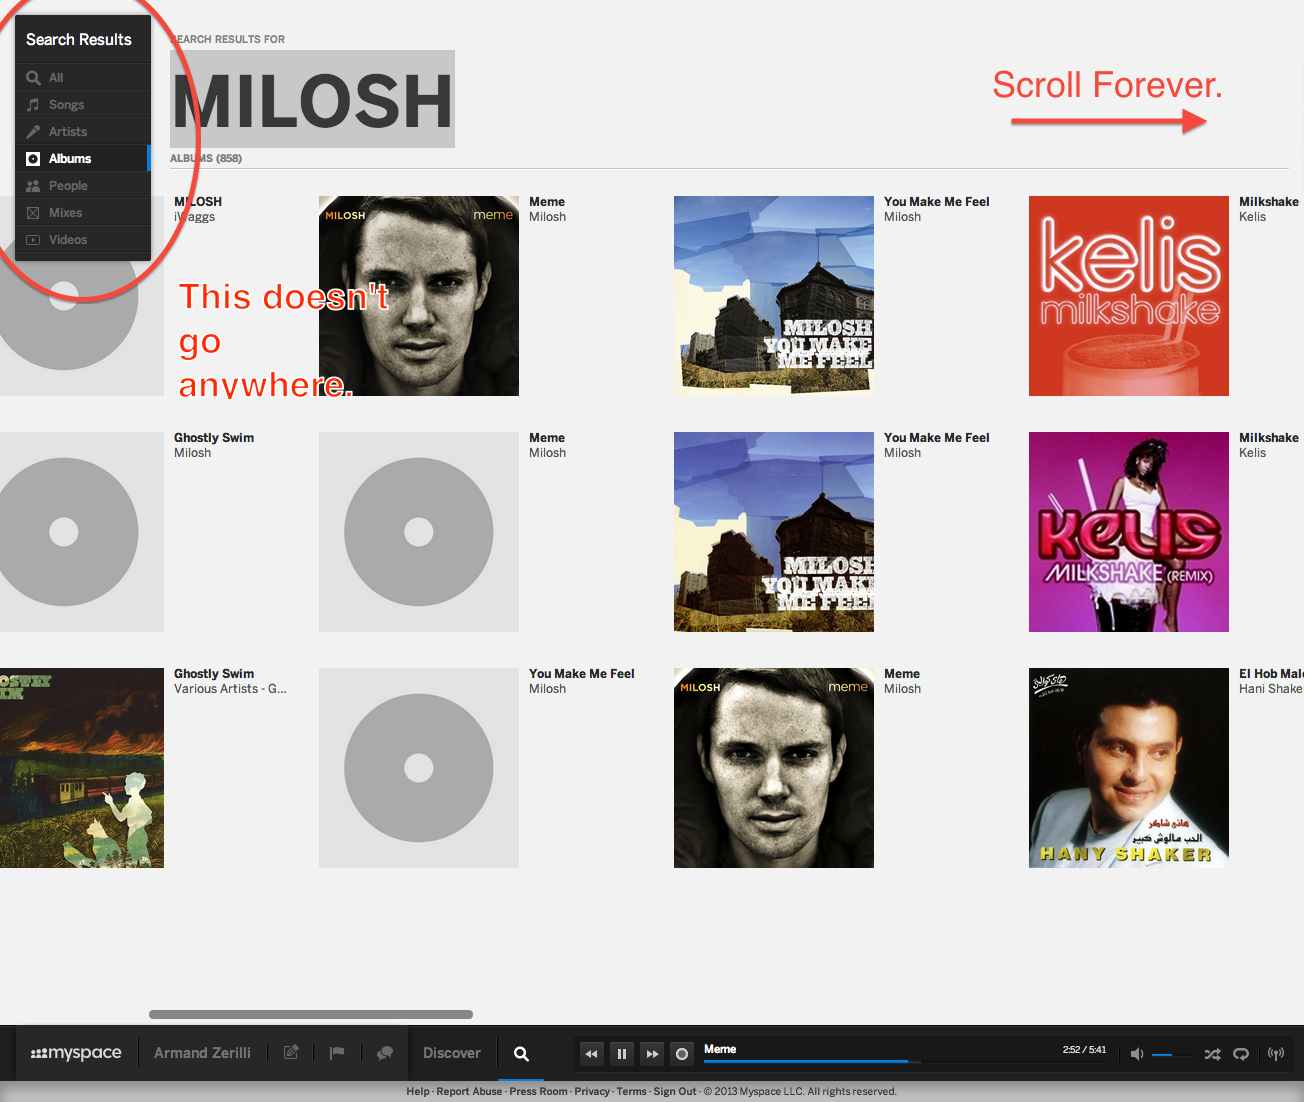 Search Results
All
Songs
Artists
Albums
People
Mixes
Videos
SEARCH RESULTS FOR
MILOSH
ALBUMS (858)
Scroll Forever.
MILOSH
iWaggs
This doesn't
go
anywhere.
MILOSH meme
Meme
Milosh
MILOSH
YOU MAKE
ME FEEL
You Make Me Feel
Milosh
kelis
milkshake
Milkshake
Kelis
Ghostly Swim
Milosh
Meme
Milosh
MILOSH
YOU MAKE
ME FEEL
You Make Me Feel
Milosh
KELIS
MILKSHAKE (REMIX)
Milkshake
Kelis
Ghostly Swim
Various Artists - G...
You Make Me Feel
Milosh
MILOSH meme
Meme
Milosh
هاني شاكر
الحب مالوش كبير
HANY SHAKER
El Hob Mal
Hani Shake
myspace
Armand Zerilli
Discover
Meme
2:52 / 5:41
Help · Report Abuse · Press Room · Privacy · Terms · Sign Out · © 2013 Myspace LLC. All rights reserved.